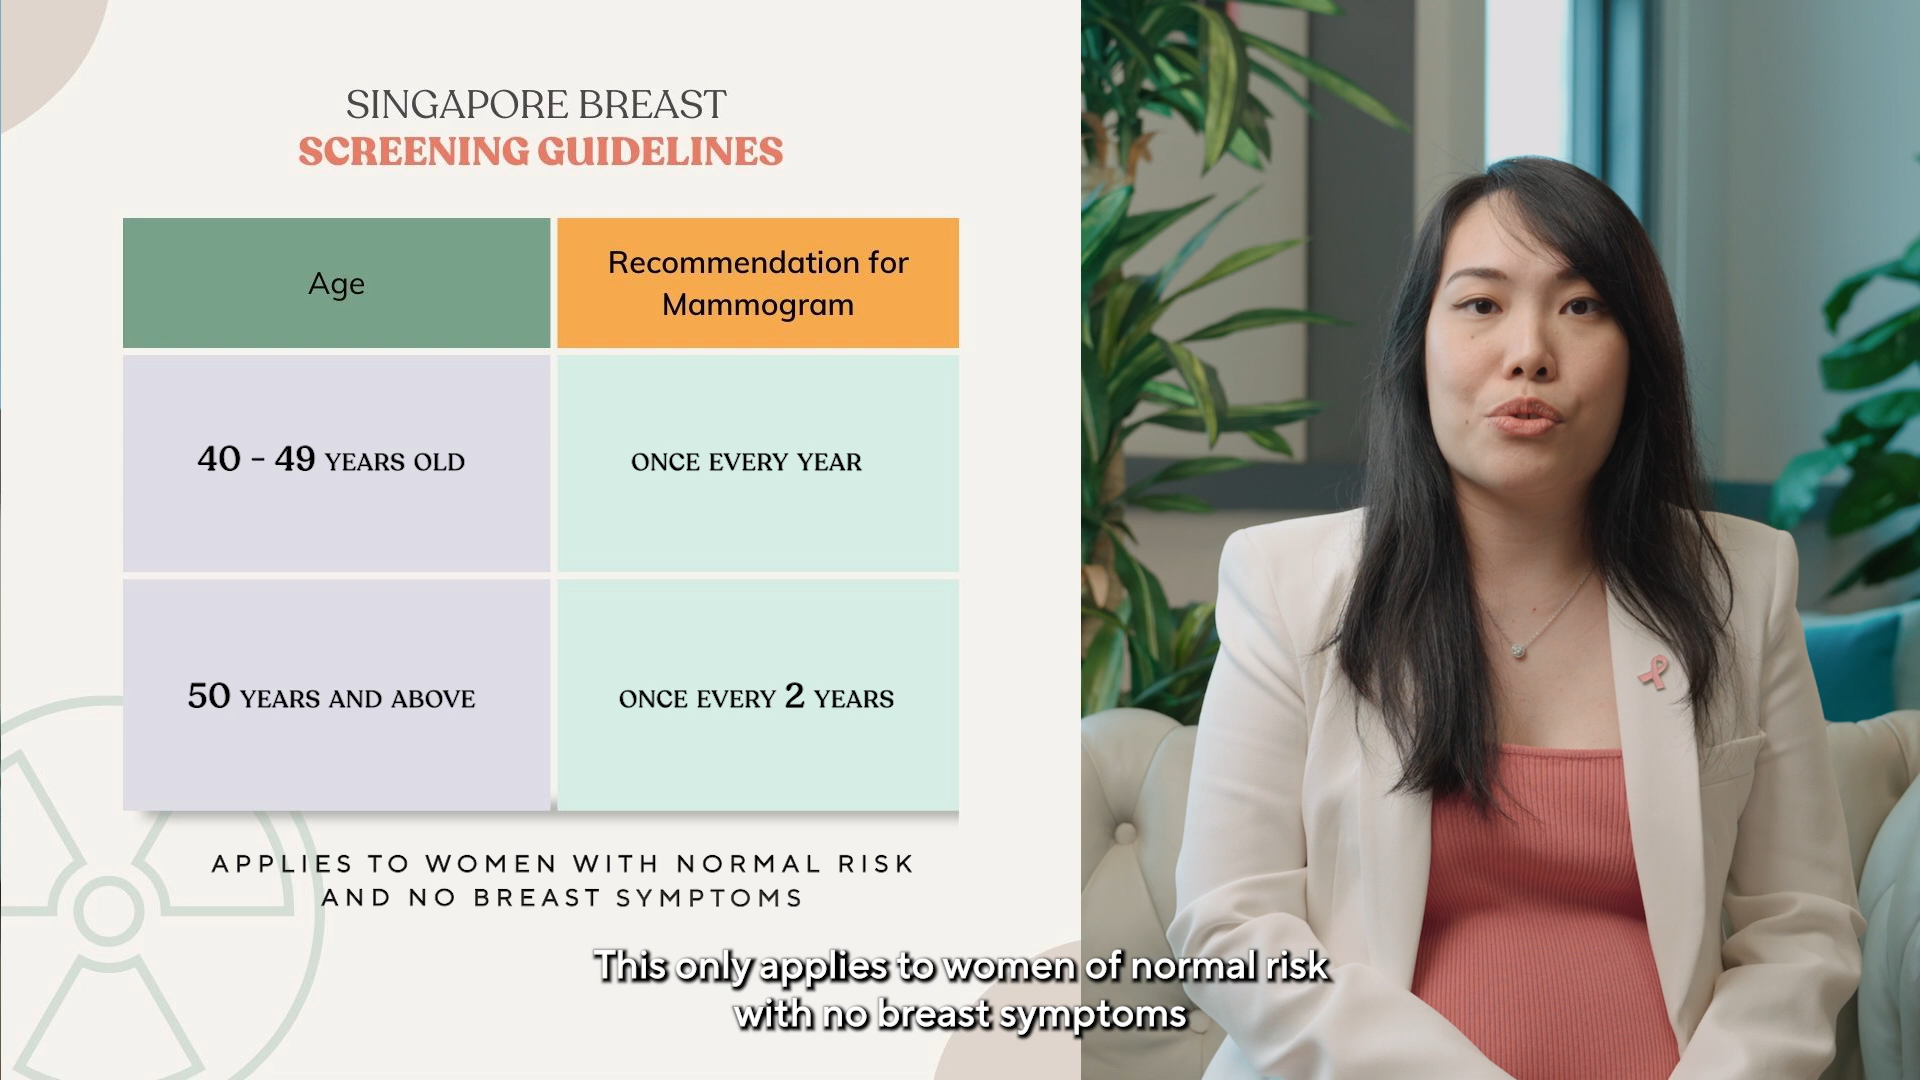 SINGAPORE BREAST
SCREENING GUIDELINES
Age
Recommendation for
Mammogram
40 - 49 YEARS OLD
ONCE EVERY YEAR
50 YEARS AND ABOVE
ONCE EVERY 2 YEARS
APPLIES TO WOMEN WITH NORMAL RISK
AND NO BREAST SYMPTOMS
This only applies to women of normal risk
with no breast symptoms